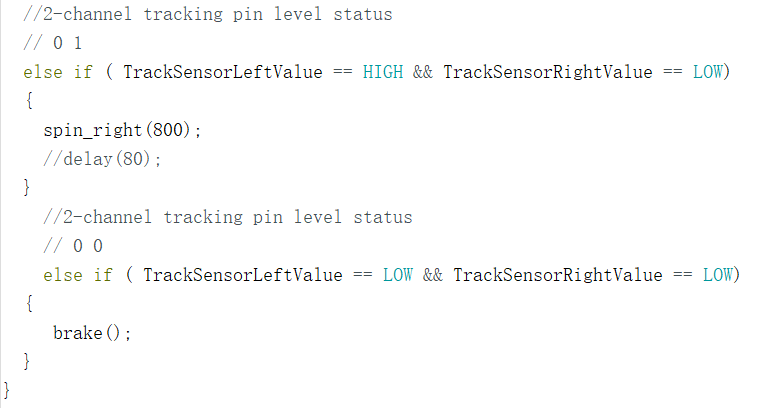 //2-channel tracking pin level status
// 0 1
else if ( TrackSensorLeftValue == HIGH && TrackSensorRightValue == LOW)
{
spin_right(800);
//delay(80);
}
//2-channel tracking pin level status
// 0 0
else if ( TrackSensorLeftValue == LOW && TrackSensorRightValue == LOW)
{
brake();
}
}